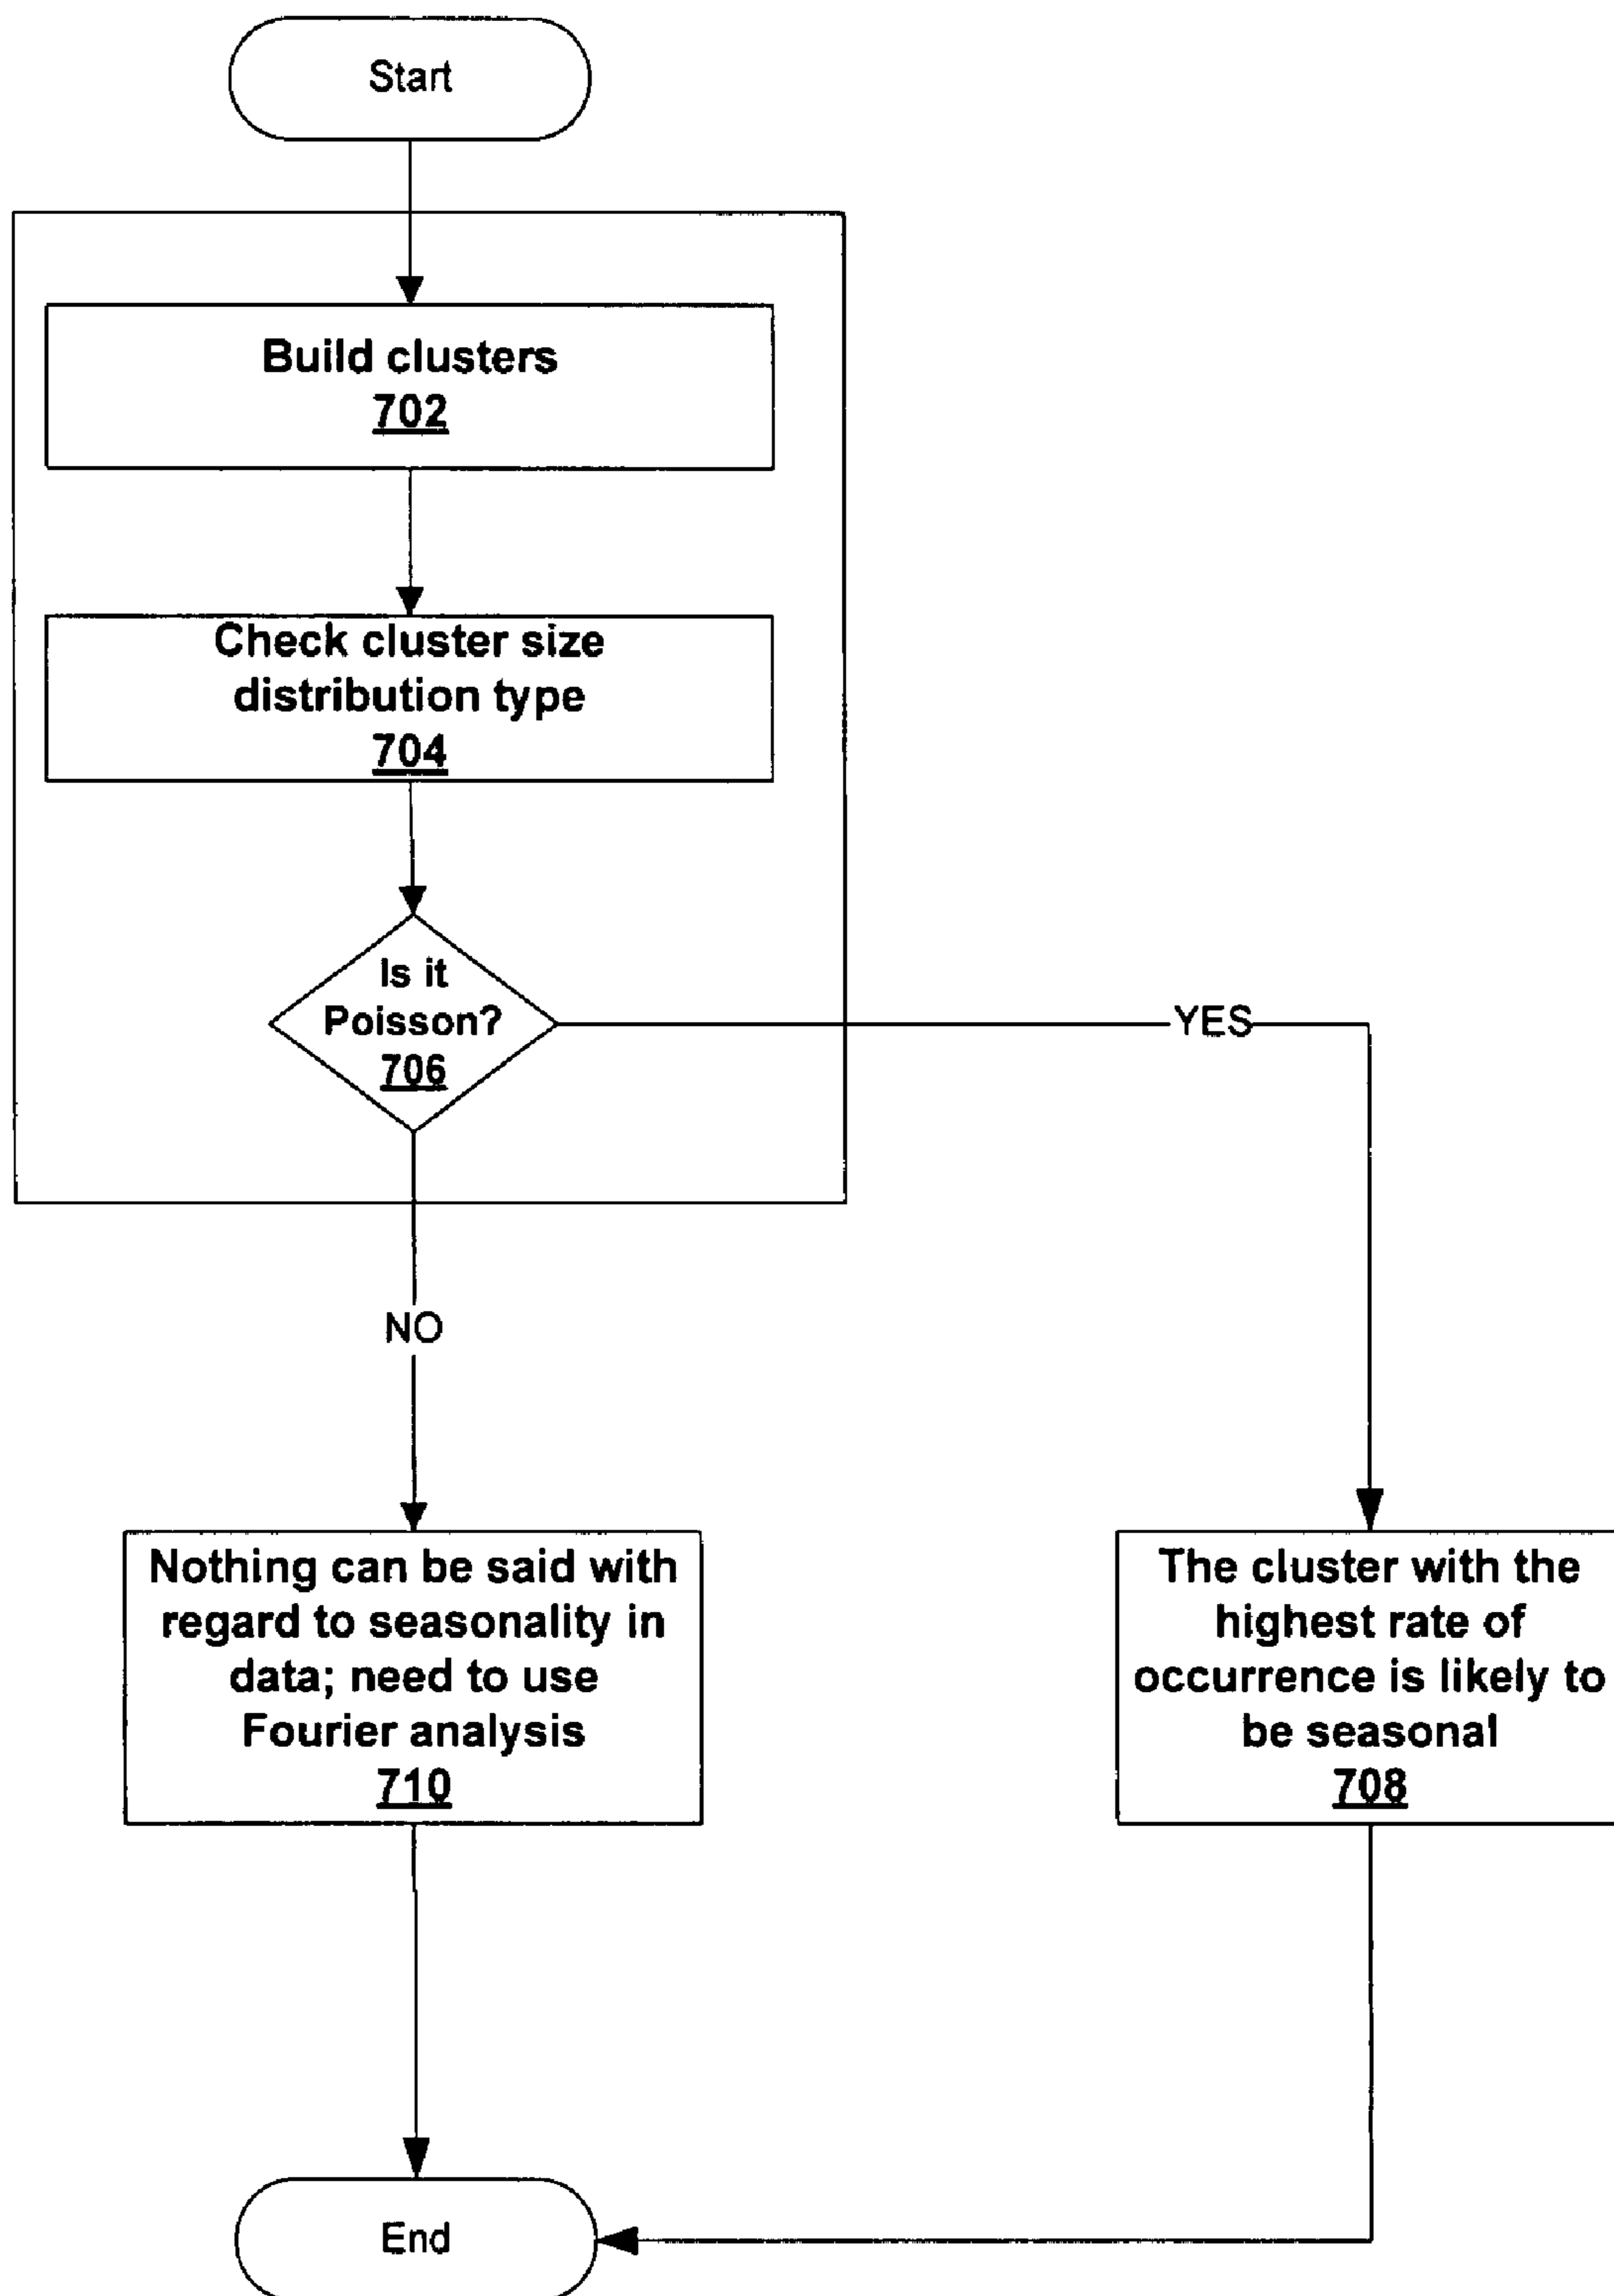 Start
Build clusters
702
Check cluster size
distribution type
704
Is it
Poisson?
706
YES
NO
Nothing can be said with
regard to seasonality in
data; need to use
Fourier analysis
710
The cluster with the
highest rate of
occurrence is likely to
be seasonal
708
End